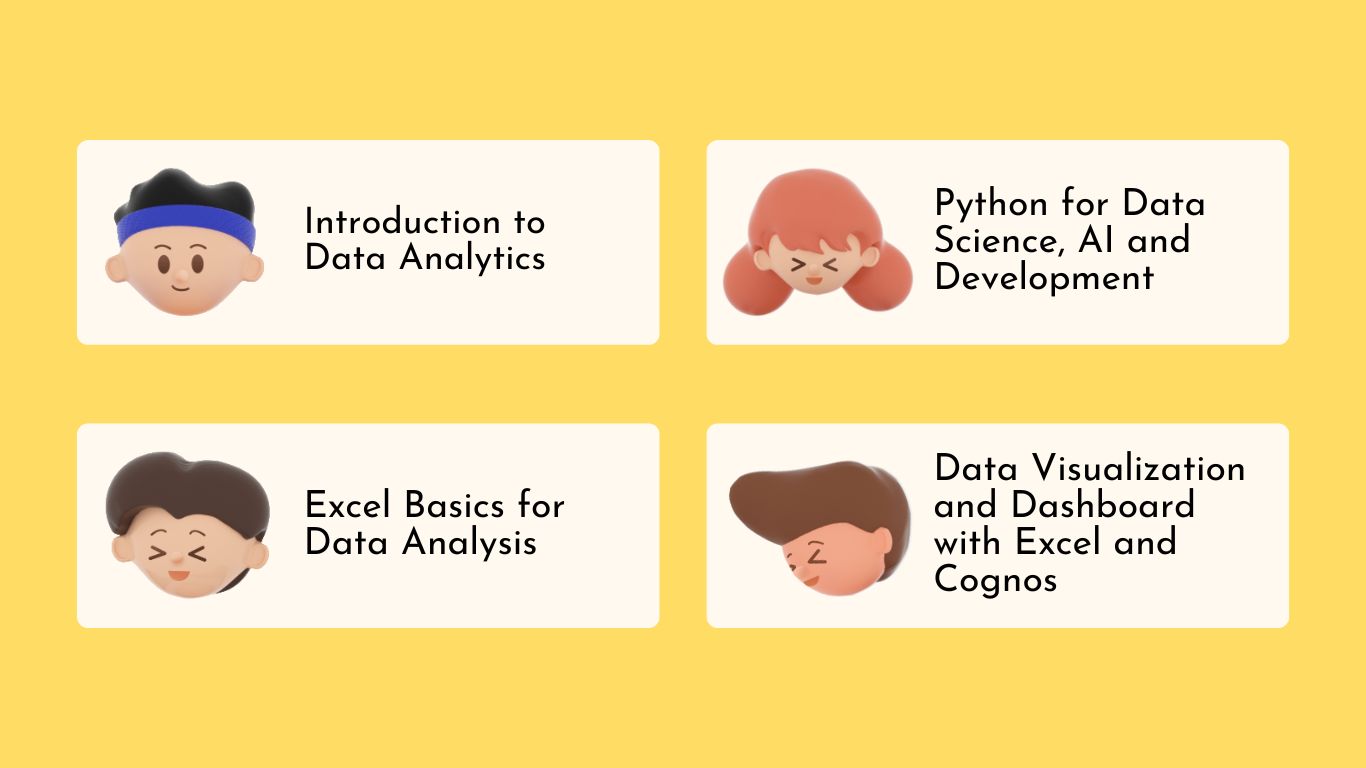 Introduction to
Data Analytics
Python for Data
Science, AI and
Development
Excel Basics for
Data Analysis
Data Visualization
and Dashboard
with Excel and
Cognos